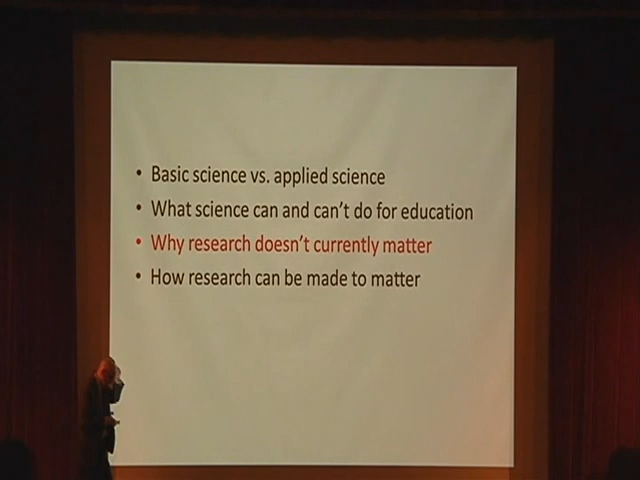 • Basic science vs. applied science
• What science can and can't do for education
• Why research doesn't currently matter
• How research can be made to matter